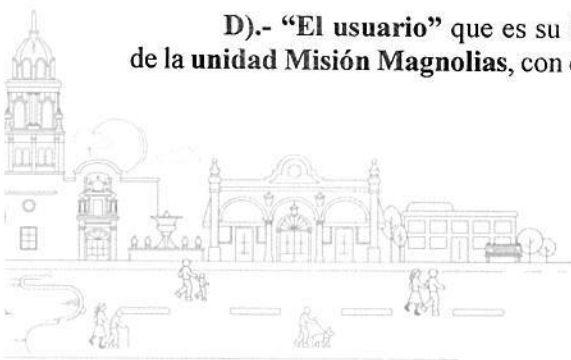 D).- “El usuario” que es su
de la unidad Misión Magnolias, con